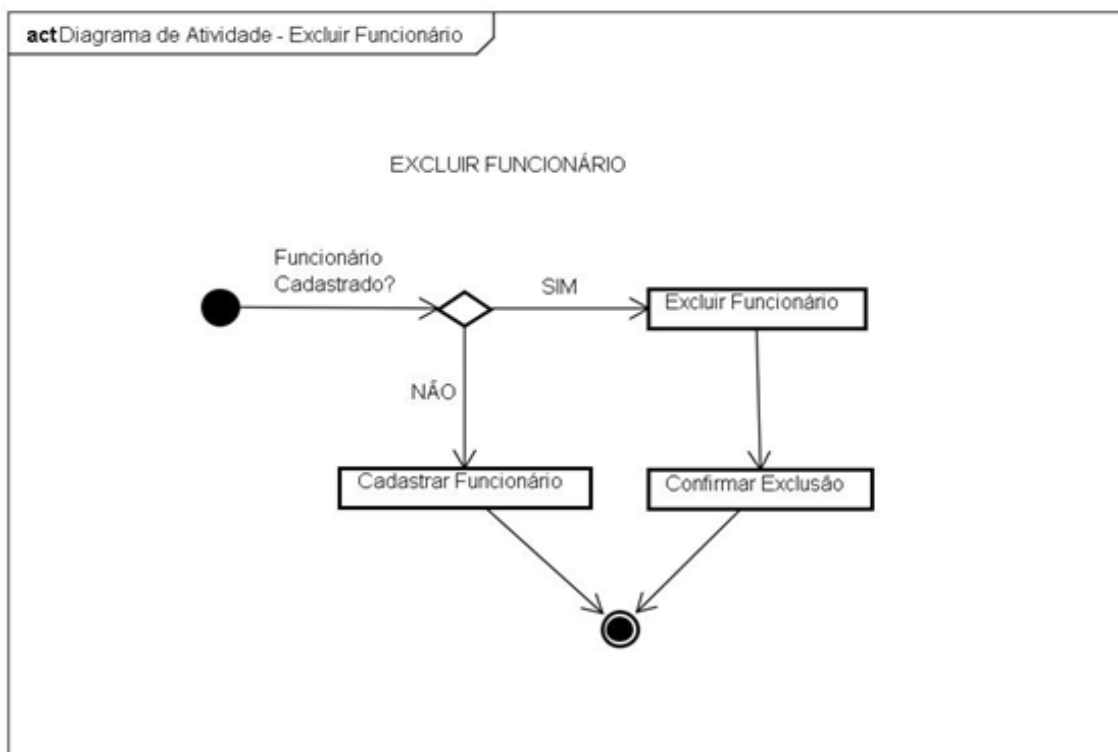 act Diagrama de Atividade - Excluir Funcionário
EXCLUIR FUNCIONÁRIO
Funcionário
Cadastrado?
SIM
Excluir Funcionário
NÃO
Cadastrar Funcionário
Confirmar Exclusão